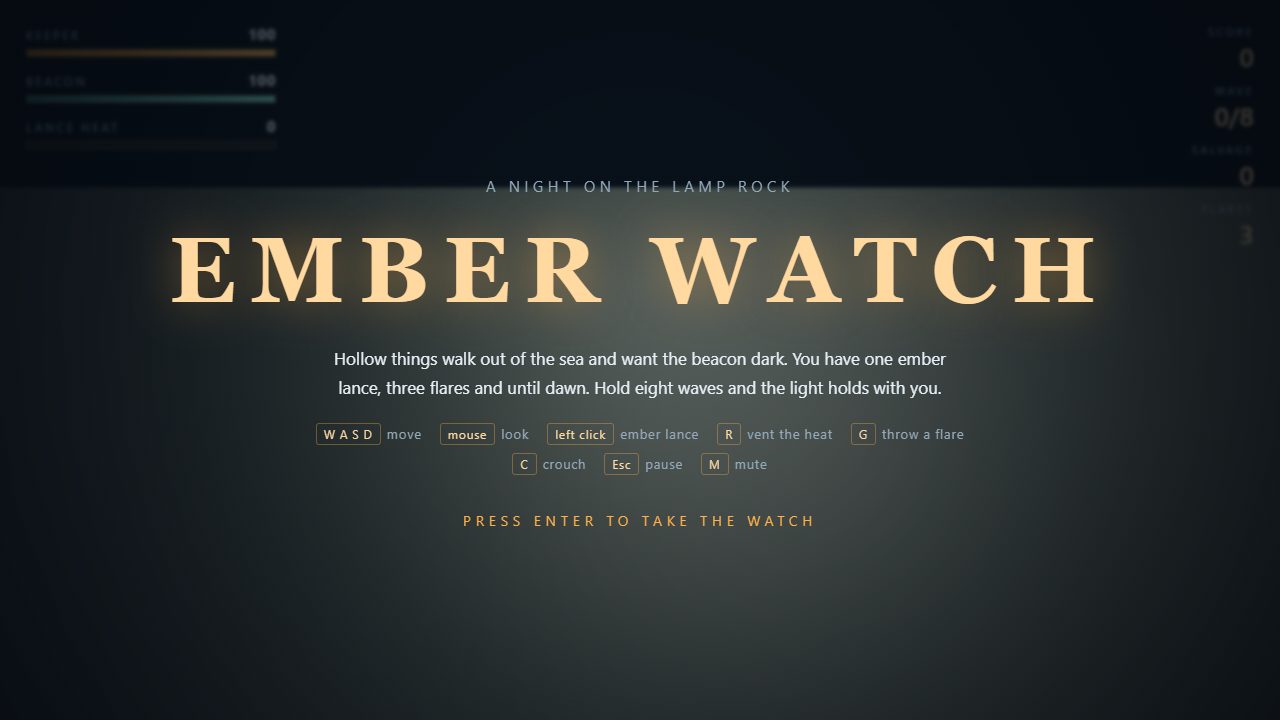 KEEPER 100
BEACON 100
LANCE HEAT 0
SCORE
0
WAVE
0/8
SALVAGE
0
FLARES
3
A NIGHT ON THE LAMP ROCK
EMBER WATCH
Hollow things walk out of the sea and want the beacon dark. You have one ember
lance, three flares and until dawn. Hold eight waves and the light holds with you.
W A S D move mouse look left click ember lance R vent the heat G throw a flare
C crouch Esc pause M mute
PRESS ENTER TO TAKE THE WATCH